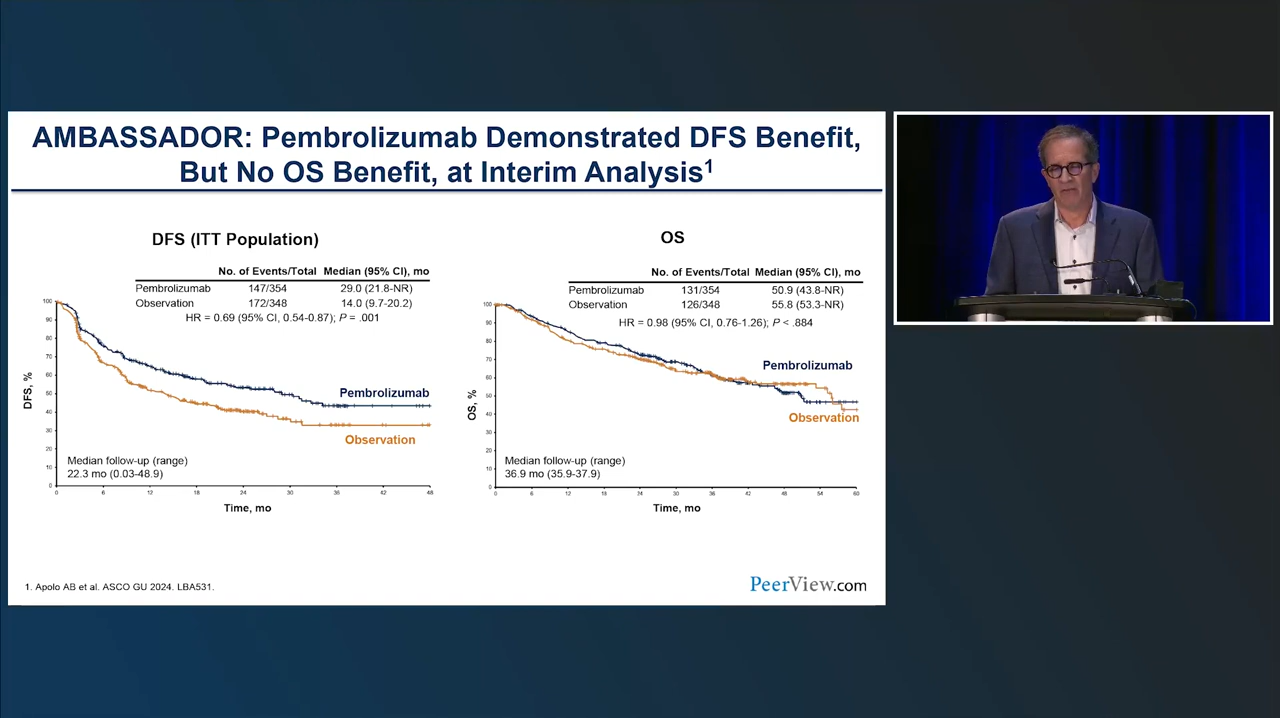 AMBASSADOR: Pembrolizumab Demonstrated DFS Benefit,
But No OS Benefit, at Interim Analysis1
DFS (ITT Population)
No. of Events/Total Median (95% CI), mo
Pembrolizumab 147/354 29.0 (21.8-NR)
Observation 172/348 14.0 (9.7-20.2)
HR = 0.69 (95% CI, 0.54-0.87); P = .001
100
90
80
70
60
50
40
30
20
10
0
DFS, %
Pembrolizumab
Observation
Median follow-up (range)
22.3 mo (0.03-48.9)
0 6 12 18 24 30 36 42 48
Time, mo
OS
No. of Events/Total Median (95% CI), mo
Pembrolizumab 131/354 50.9 (43.8-NR)
Observation 126/348 55.8 (53.3-NR)
HR = 0.98 (95% CI, 0.76-1.26); P < .884
100
90
80
70
60
50
40
30
20
10
0
OS, %
Pembrolizumab
Observation
Median follow-up (range)
36.9 mo (35.9-37.9)
0 6 12 18 24 30 36 42 48 54 60
Time, mo
1. Apolo AB et al. ASCO GU 2024. LBA531.
PeerView.com